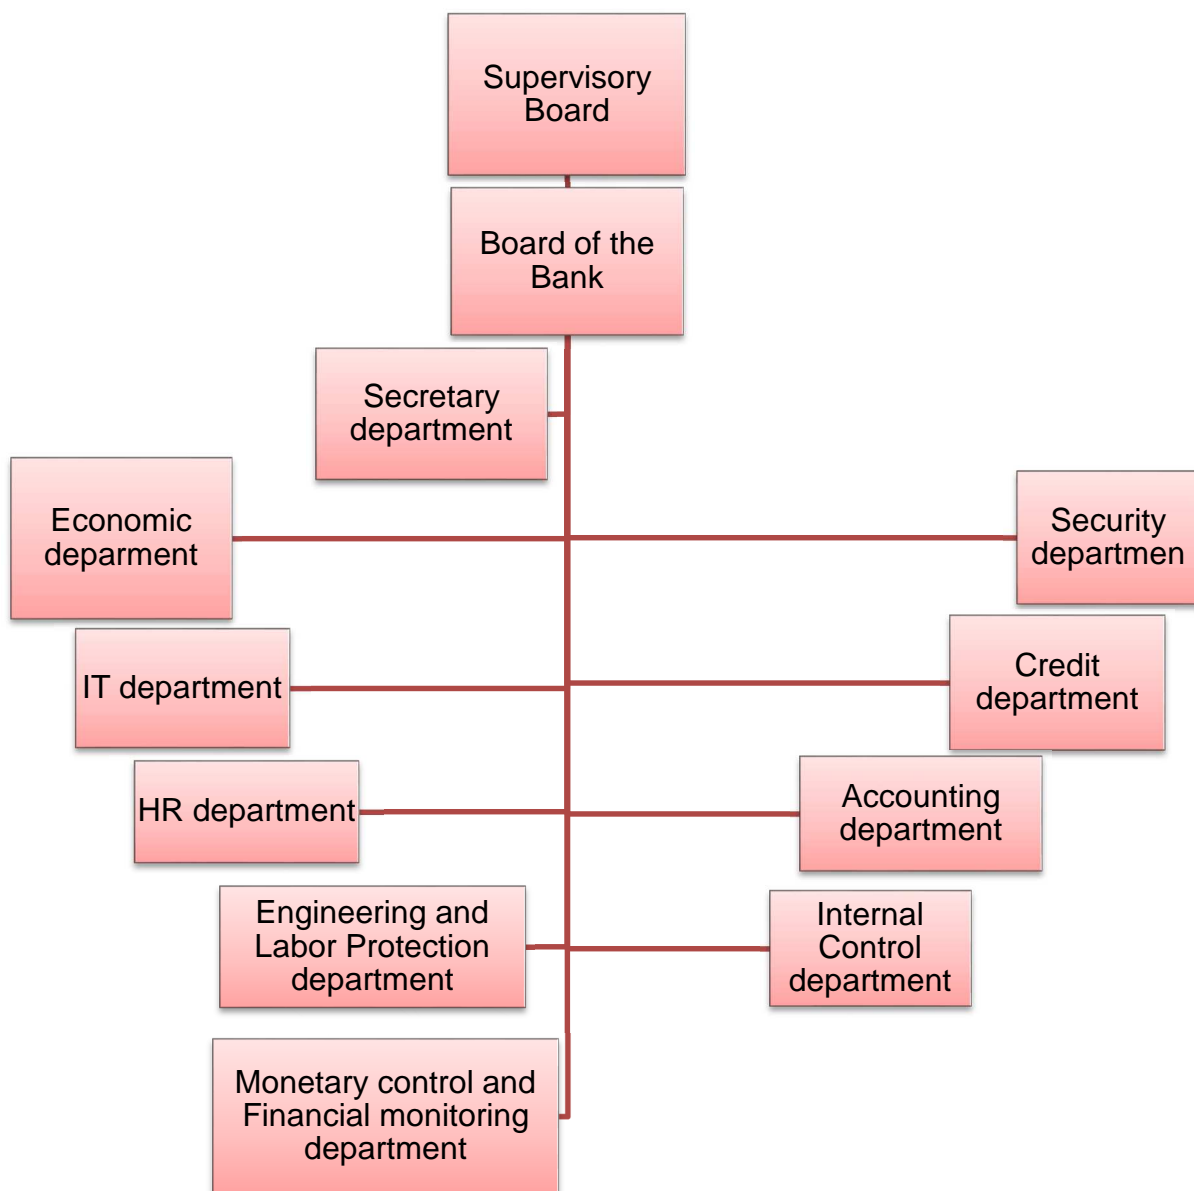 Supervisory
Board
Board of the
Bank
Secretary
department
Economic
deparment
Security
departmen
IT department
Credit
department
HR department
Accounting
department
Engineering and
Labor Protection
department
Internal
Control
department
Monetary control and
Financial monitoring
department